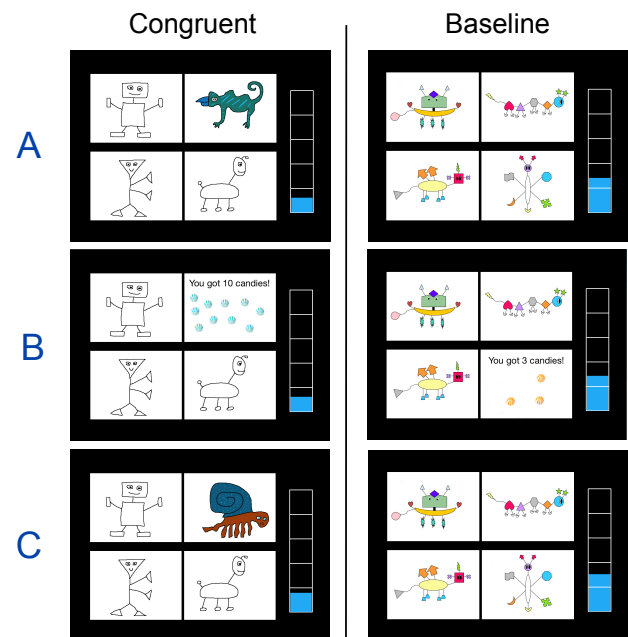 Congruent
Baseline
A
B
You got 10 candies!
You got 3 candies!
C